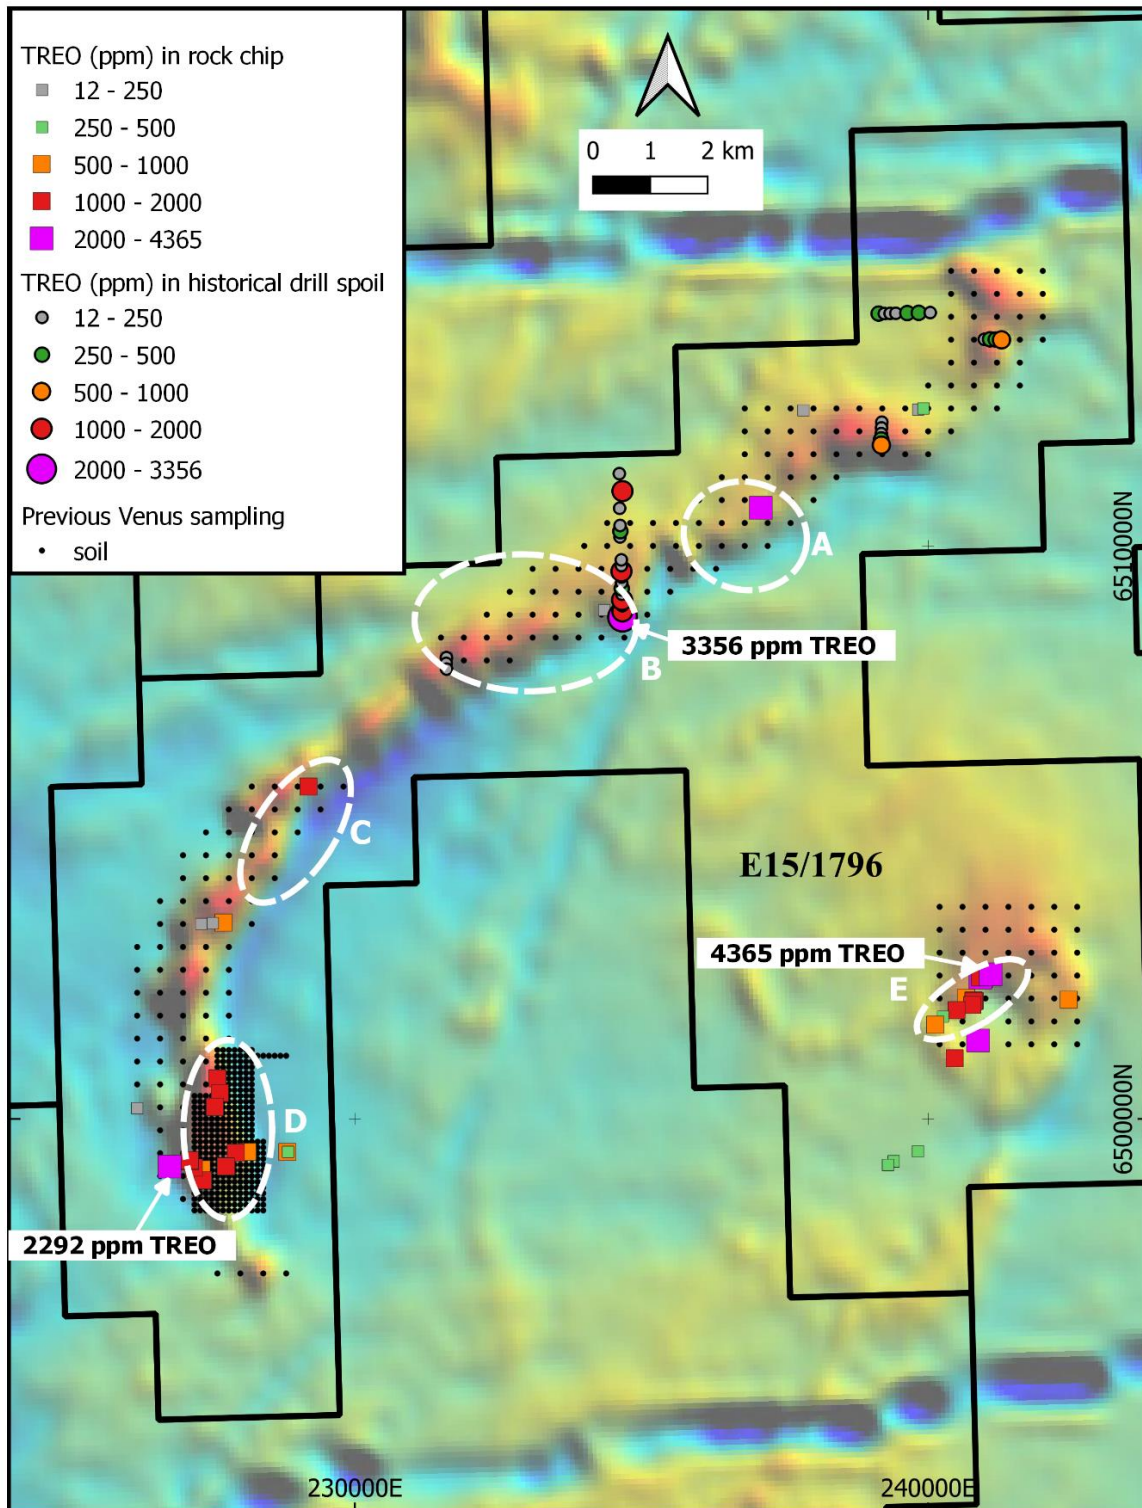 TREO (ppm) in rock chip
12 - 250
250 - 500
500 - 1000
1000 - 2000
2000 - 4365
TREO (ppm) in historical drill spoil
12 - 250
250 - 500
500 - 1000
1000 - 2000
2000 - 3356
Previous Venus sampling
soil
0 1 2 km
A
6510000N
3356 ppm TREO
B
C
E15/1796
4365 ppm TREO
E
D
6500000N
2292 ppm TREO
230000E
240000E